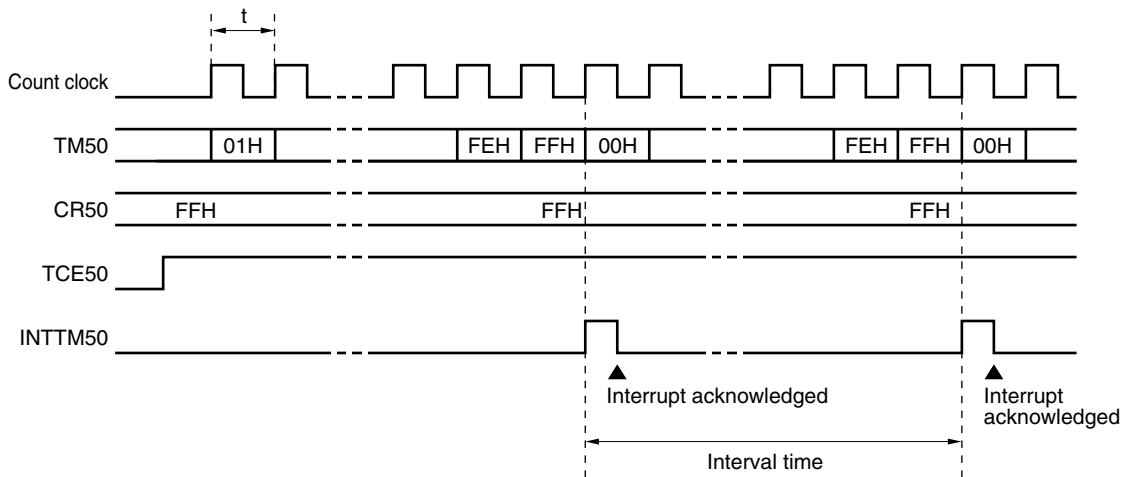 t
Count clock
TM50 01H FEH FFH 00H FEH FFH 00H
CR50 FFH FFH FFH
TCE50
INTTM50
Interrupt acknowledged
Interrupt
acknowledged
Interval time